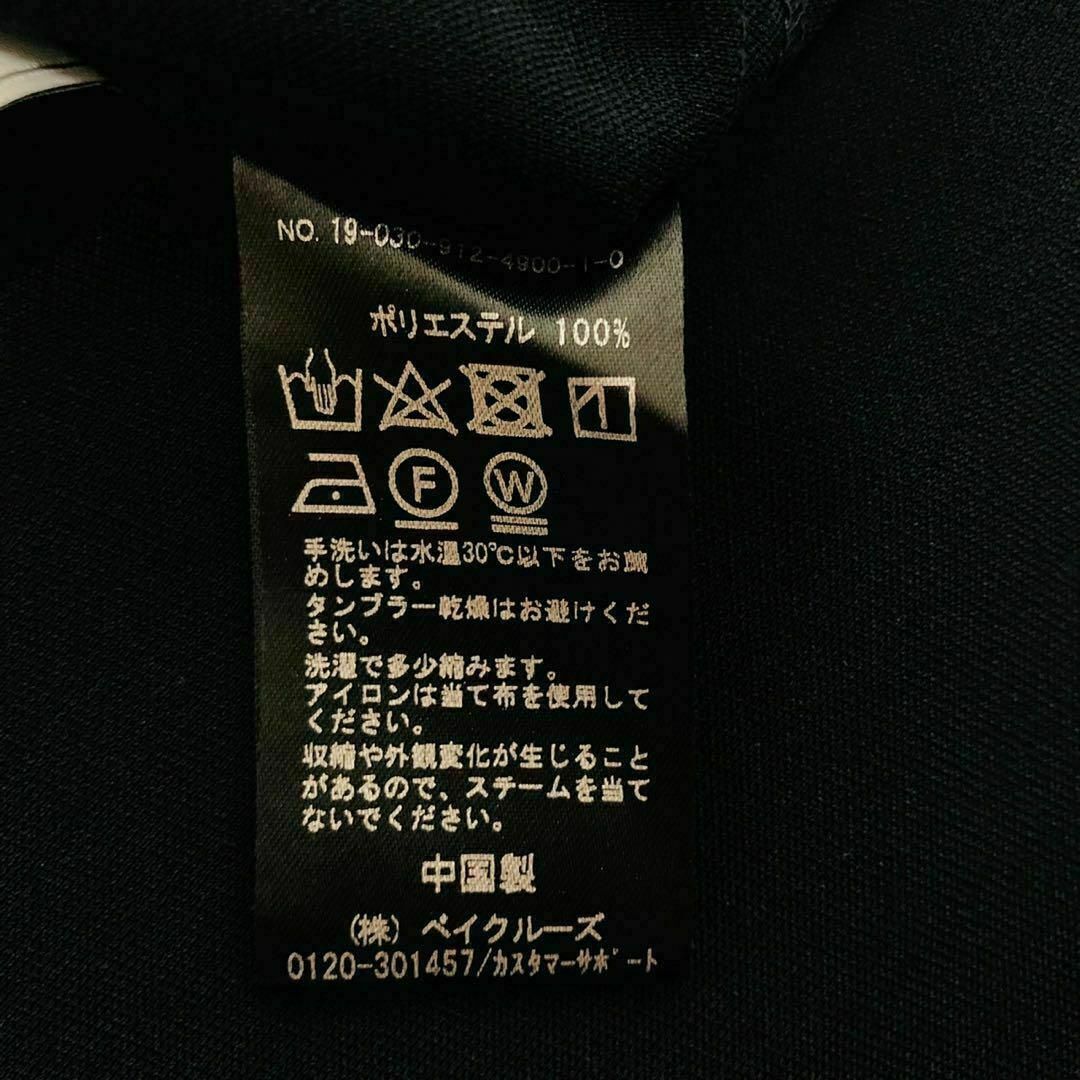 NO. 19-030-912-4900-1-0
ポリエステル 100%
F W
手洗いは水温30℃以下をお薦
めします。
タンブラー乾燥はお避けくだ
さい。
洗濯で多少縮みます。
アイロンは当て布を使用して
ください。
収縮や外観変化が生じること
があるので、スチームを当て
ないでください。
中国製
(株) ベイクルーズ
0120-301457/カスタマーサポート